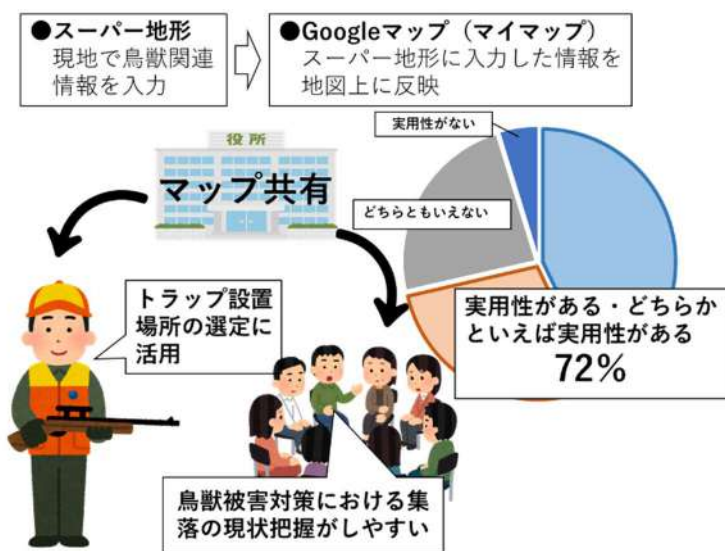 ●スーパー地形
現地で鳥獣関連
情報を入力
●Googleマップ（マイマップ）
スーパー地形に入力した情報を
地図上に反映
実用性がない
役所
マップ共有
どちらともいえない
トラップ設置
場所の選定に
活用
実用性がある・どちらか
といえば実用性がある
72%
鳥獣被害対策における集
落の現状把握がしやすい